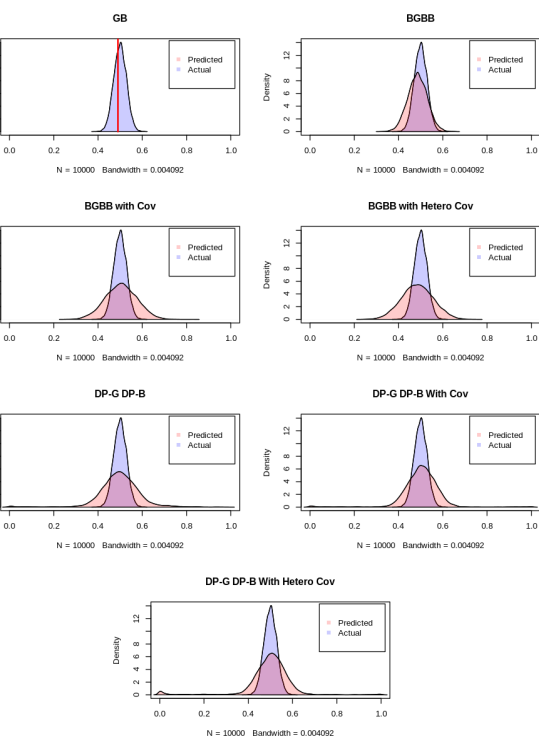 GB
Predicted
Actual
0.0 0.2 0.4 0.6 0.8 1.0
N = 10000 Bandwidth = 0.004092
BGBB
Density
0 2 4 6 8 12
Predicted
Actual
0.0 0.2 0.4 0.6 0.8 1.0
N = 10000 Bandwidth = 0.004092
BGBB with Cov
Predicted
Actual
0.0 0.2 0.4 0.6 0.8 1.0
N = 10000 Bandwidth = 0.004092
BGBB with Hetero Cov
Density
0 2 4 6 8 12
Predicted
Actual
0.0 0.2 0.4 0.6 0.8 1.0
N = 10000 Bandwidth = 0.004092
DP-G DP-B
Predicted
Actual
0.0 0.2 0.4 0.6 0.8 1.0
N = 10000 Bandwidth = 0.004092
DP-G DP-B With Cov
Density
0 2 4 6 8 12
Predicted
Actual
0.0 0.2 0.4 0.6 0.8 1.0
N = 10000 Bandwidth = 0.004092
DP-G DP-B With Hetero Cov
Density
0 2 4 6 8 12
Predicted
Actual
0.0 0.2 0.4 0.6 0.8 1.0
N = 10000 Bandwidth = 0.004092